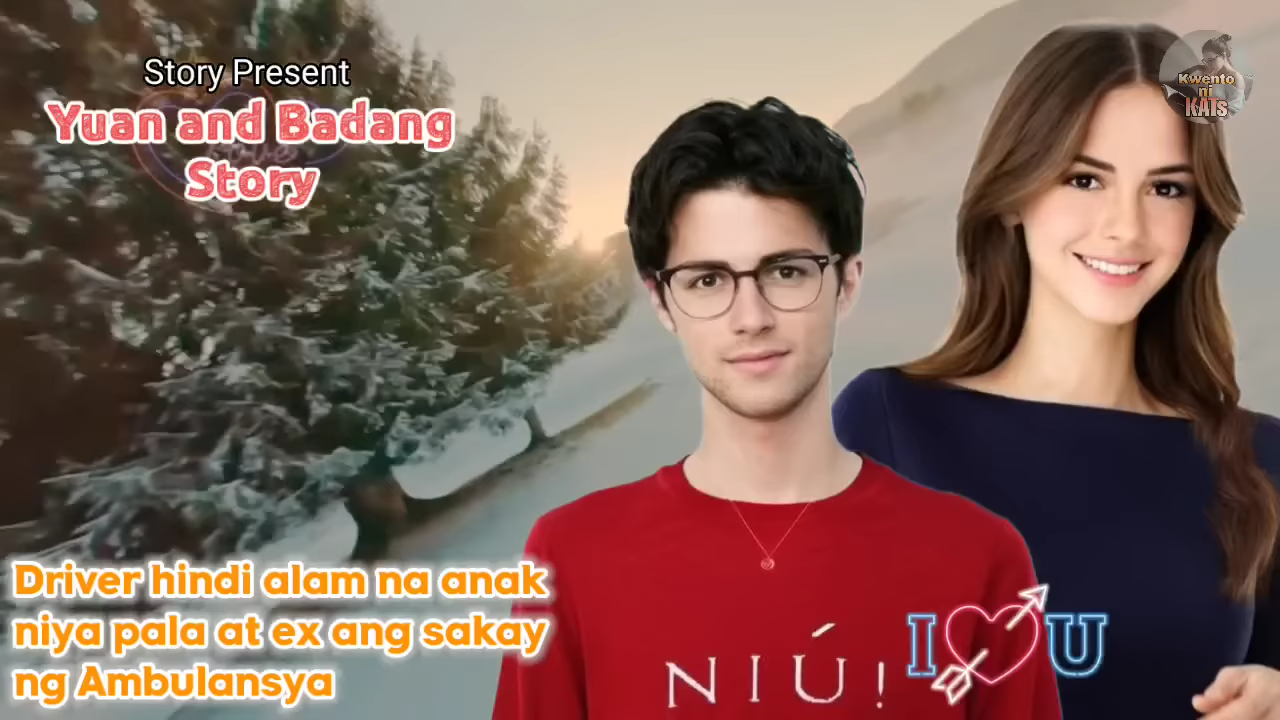 Story Present
Yuan and Badang
Story
Kwento
ni
KATs
Driver hindi alam na anak
niya pala at ex ang sakay
ng Ambulansya
NIÚ!
I U